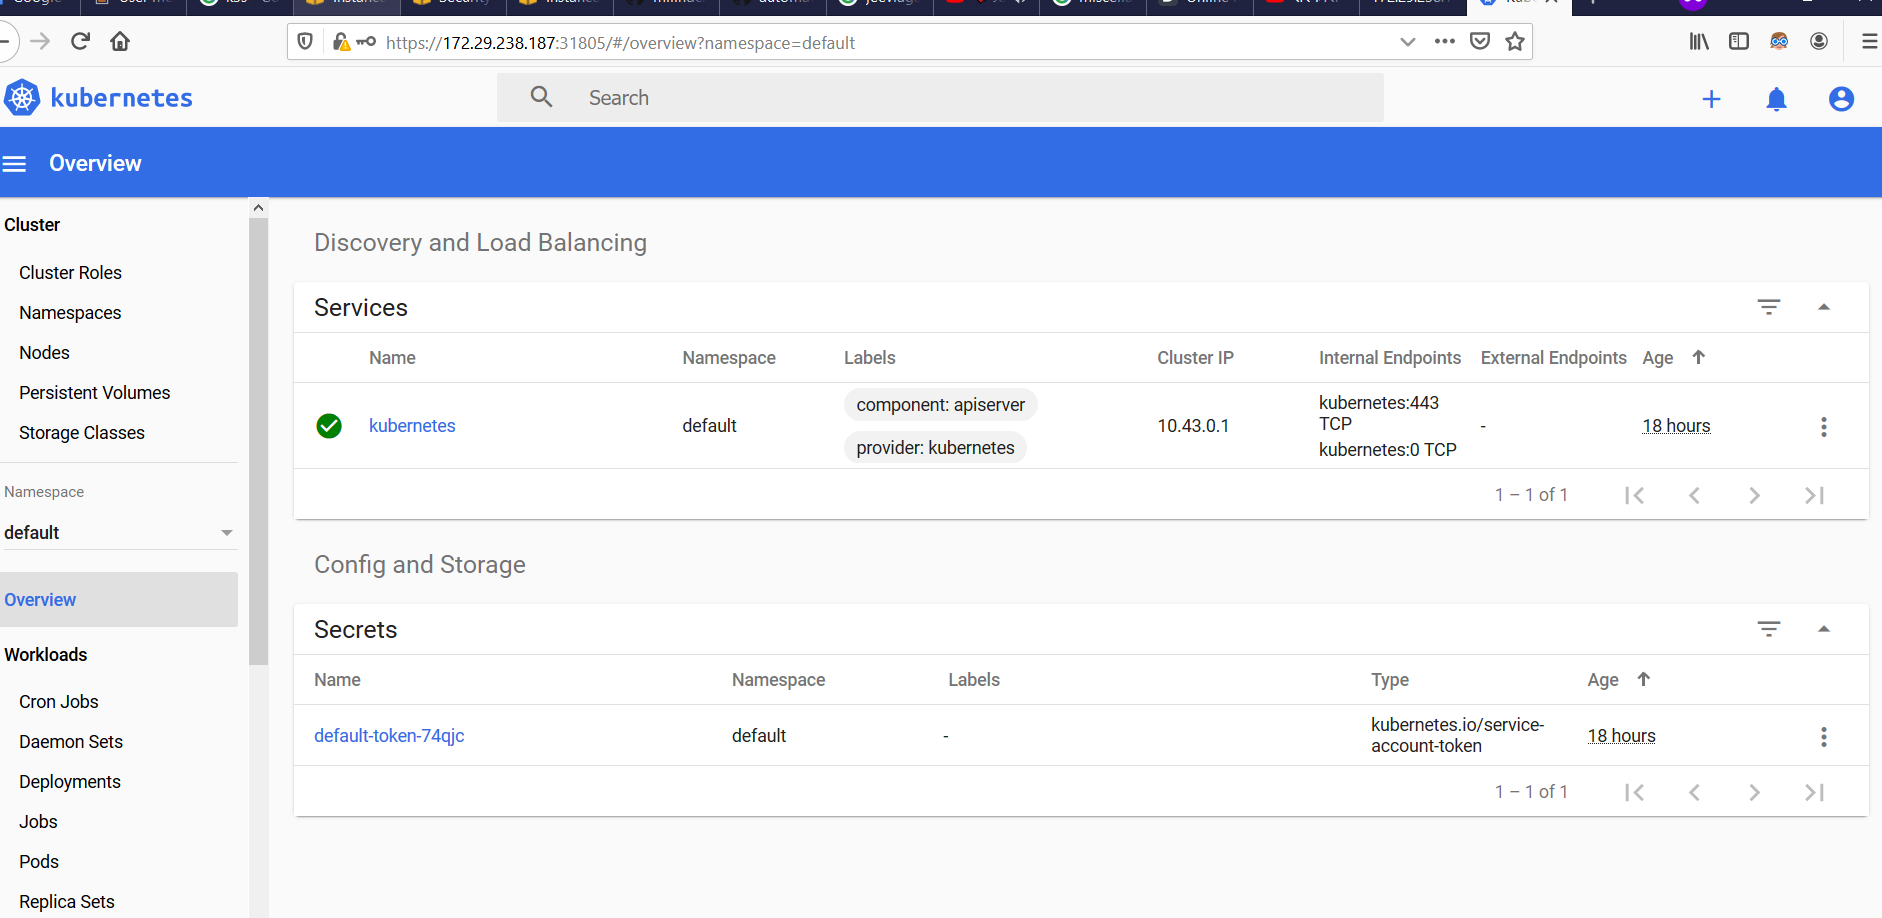 https://172.29.238.187:31805/#/overview?namespace=default
kubernetes
Search
Overview
Cluster
Cluster Roles
Namespaces
Nodes
Persistent Volumes
Storage Classes
Namespace
default
Overview
Workloads
Cron Jobs
Daemon Sets
Deployments
Jobs
Pods
Replica Sets
Discovery and Load Balancing
Services
Name Namespace Labels Cluster IP Internal Endpoints External Endpoints Age
kubernetes default component: apiserver provider: kubernetes 10.43.0.1 kubernetes:443 TCP kubernetes:0 TCP - 18 hours
1 – 1 of 1
Config and Storage
Secrets
Name Namespace Labels Type Age
default-token-74qjc default - kubernetes.io/service-account-token 18 hours
1 – 1 of 1